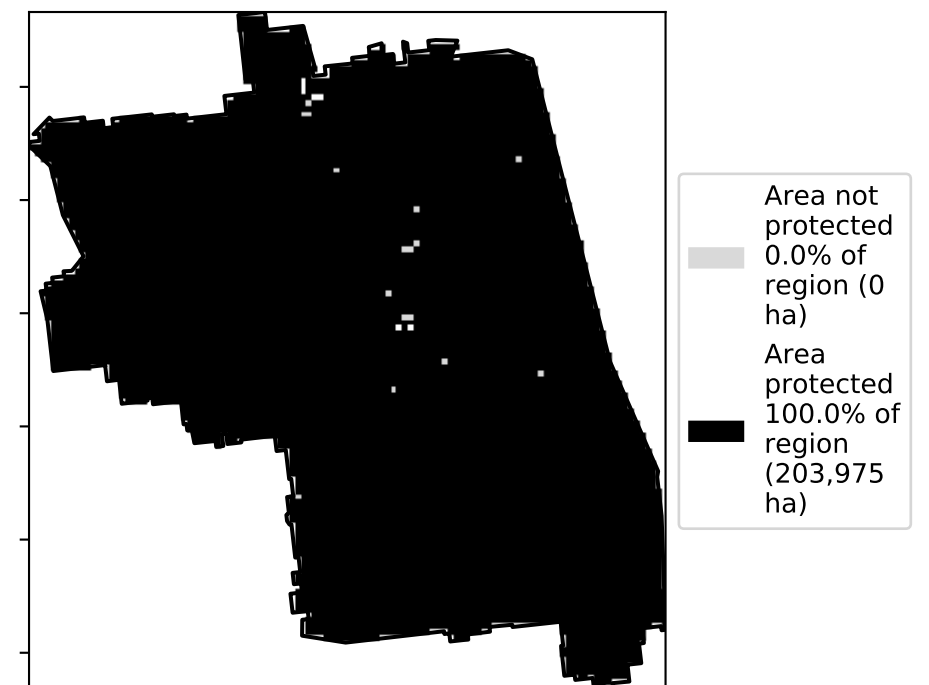 Area not
protected
0.0% of
region (0
ha)
Area
protected
100.0% of
region
(203,975
ha)